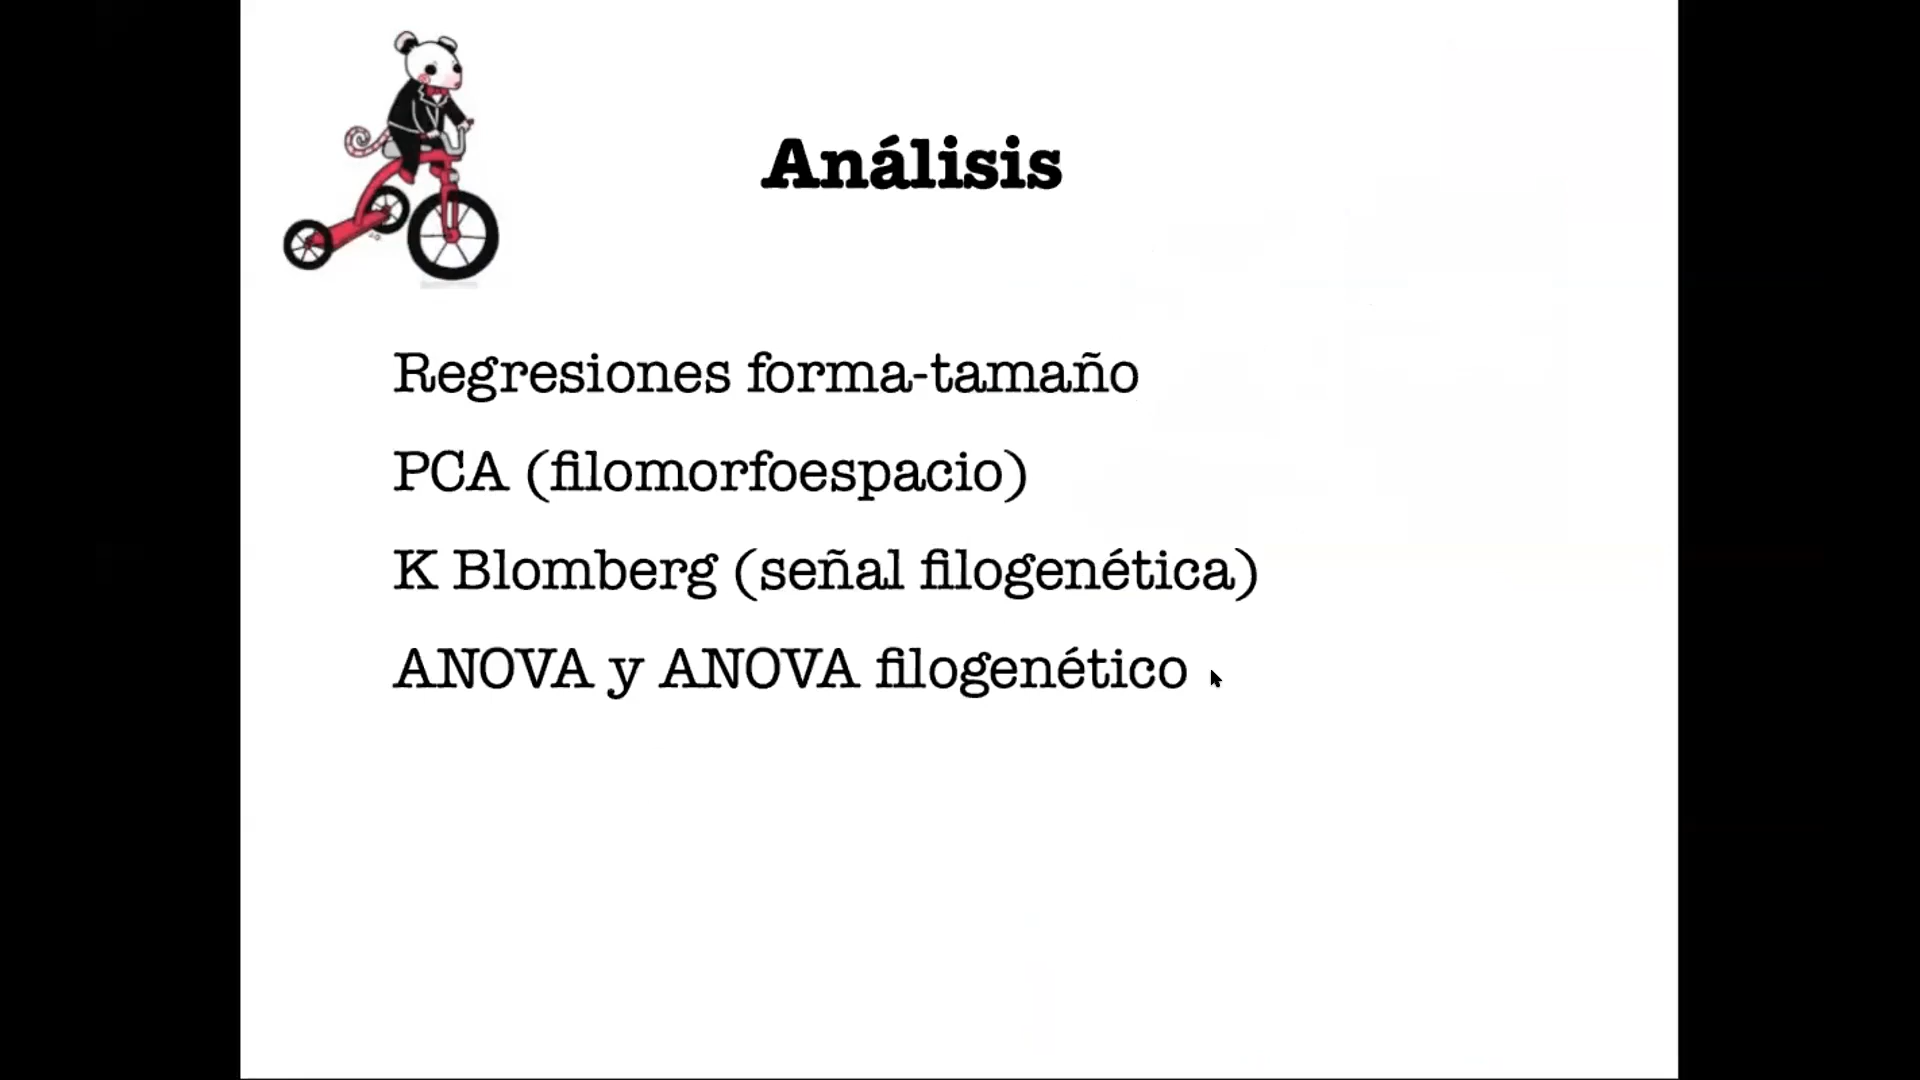 Análisis
Regresiones forma-tamaño
PCA (filomorfoespacio)
K Blomberg (señal filogenética)
ANOVA y ANOVA filogenético